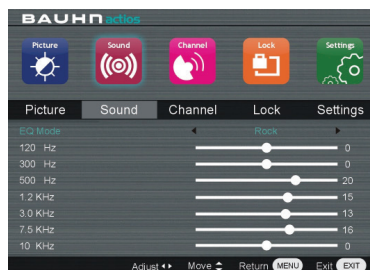 BAUHN actios
Picture Sound Channel Lock Settings
Picture Sound Channel Lock Settings
EQ Mode Rock
120 Hz 0
300 Hz 0
500 Hz 20
1.2 KHz 15
3.0 KHz 13
7.5 KHz 16
10 KHz 0
Adjust Move Return MENU Exit EXIT